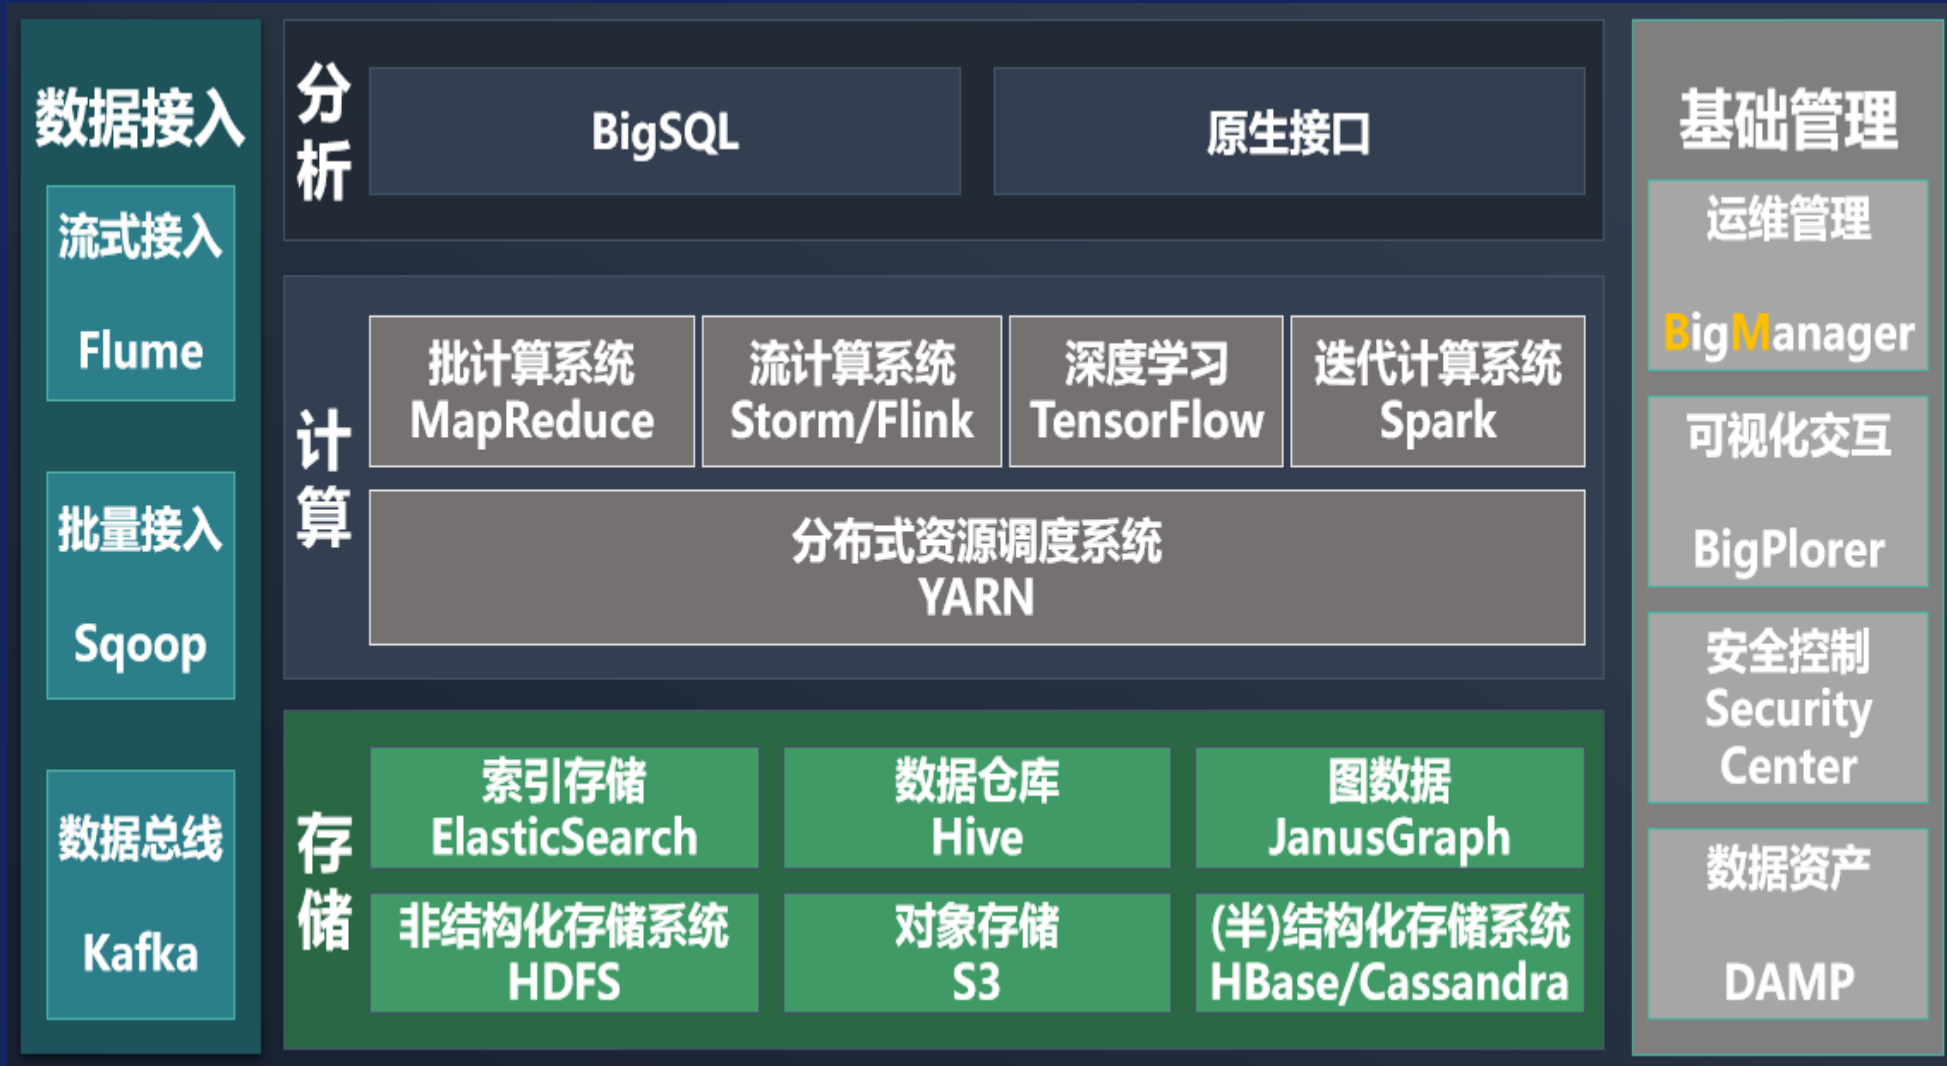 数据接入
流式接入
Flume
批量接入
Sqoop
数据总线
Kafka
分析
BigSQL
原生接口
计算
批计算系统
MapReduce
流计算系统
Storm/Flink
深度学习
TensorFlow
迭代计算系统
Spark
分布式资源调度系统
YARN
存储
索引存储
ElasticSearch
数据仓库
Hive
图数据
JanusGraph
非结构化存储系统
HDFS
对象存储
S3
(半)结构化存储系统
HBase/Cassandra
基础管理
运维管理
BigManager
可视化交互
BigPlorer
安全控制
Security
Center
数据资产
DAMP